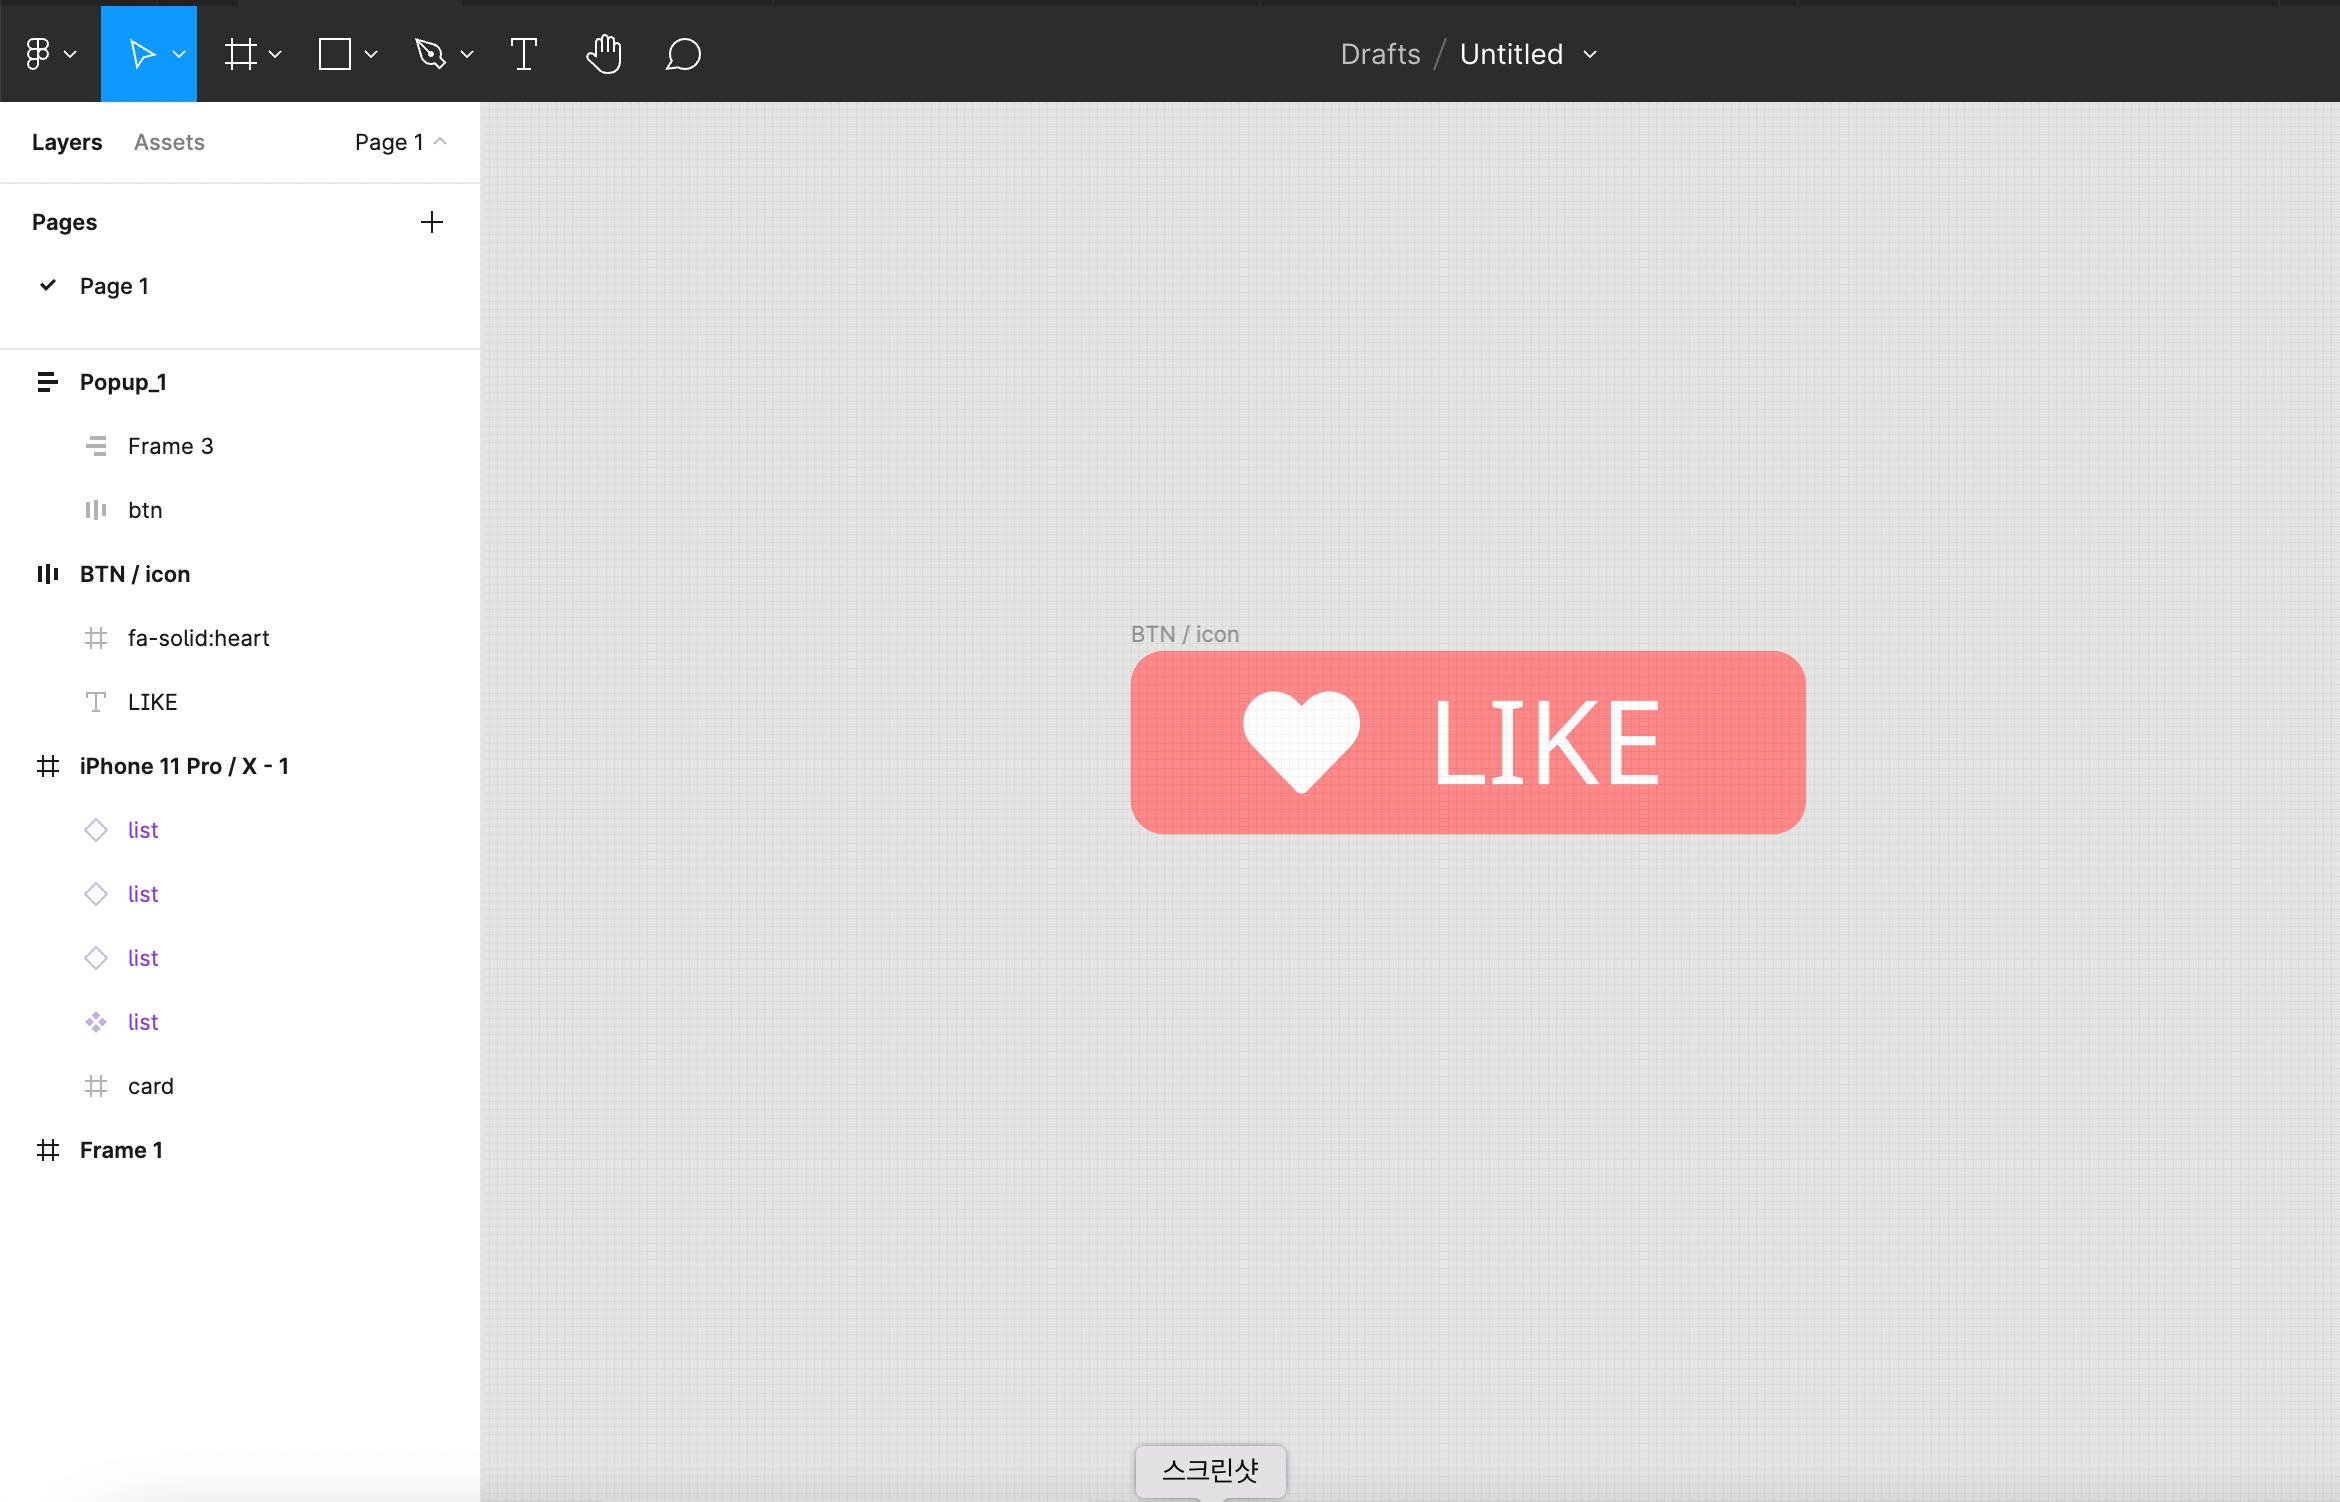 Drafts / Untitled
Layers Assets Page 1
Pages
Page 1
Popup_1
Frame 3
btn
BTN / icon
fa-solid:heart
LIKE
iPhone 11 Pro / X - 1
list
list
list
list
card
Frame 1
BTN / icon
LIKE
스크린샷